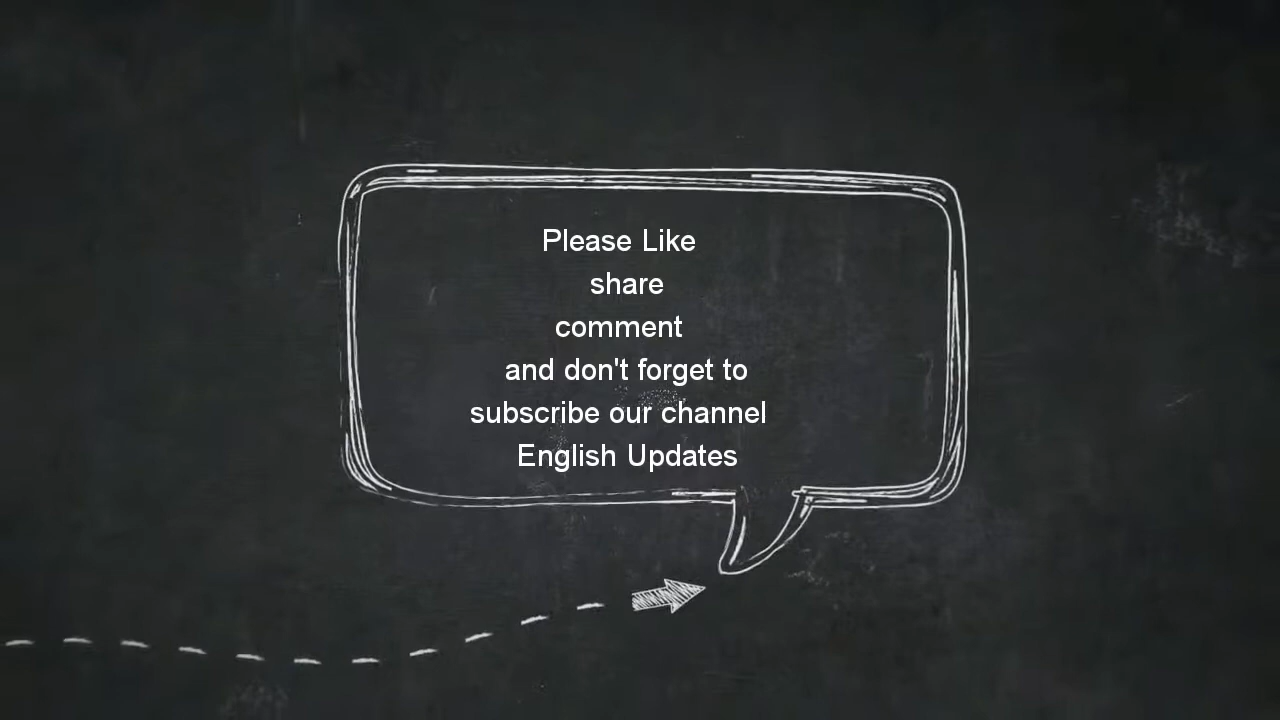 Please Like
share
comment
and don't forget to
subscribe our channel
English Updates